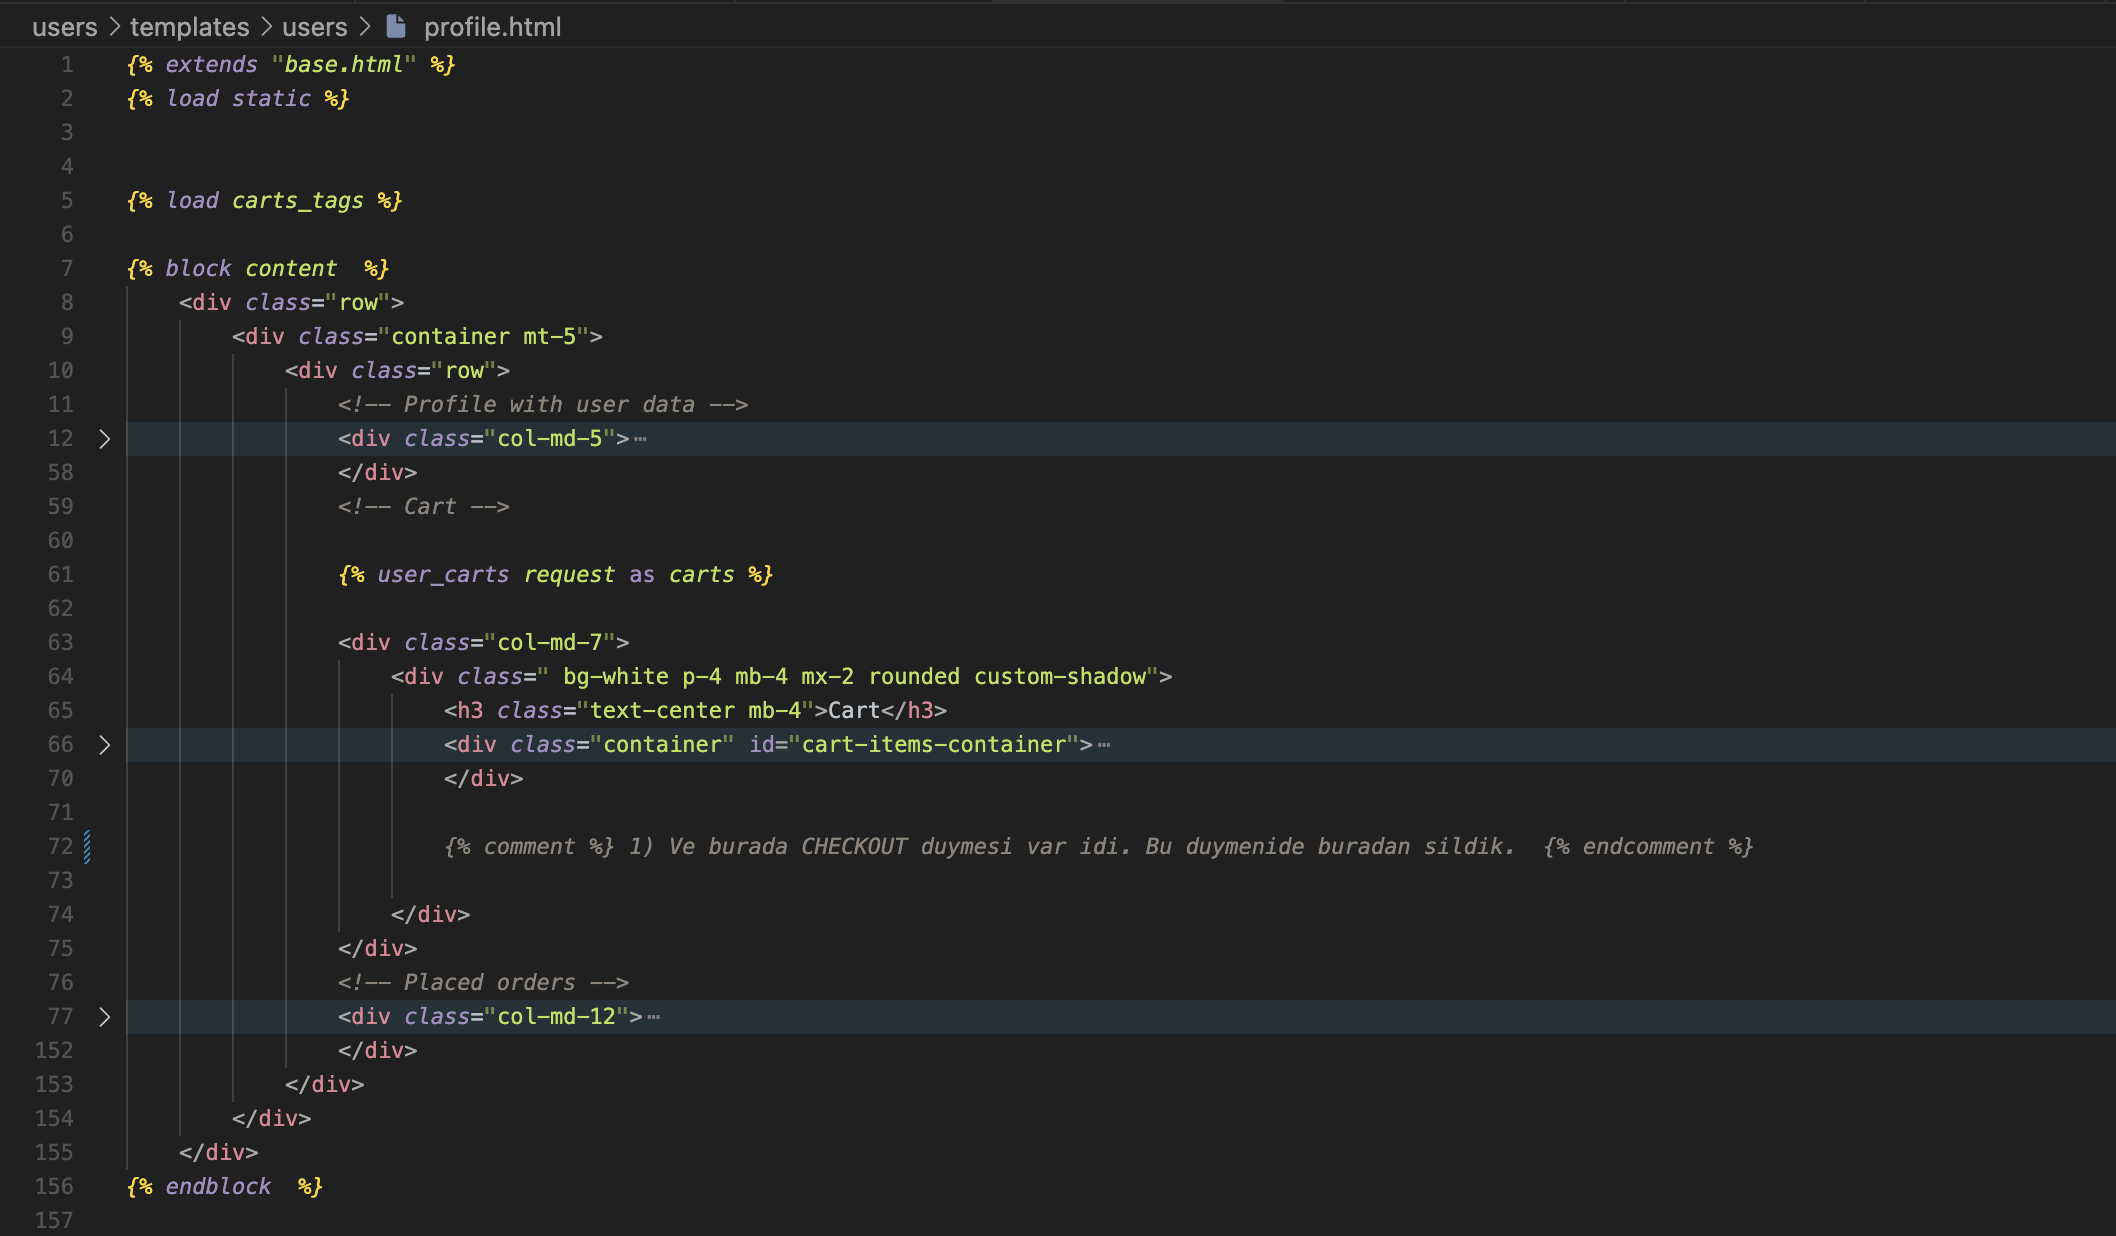 users > templates > users > profile.html
1 {% extends "base.html" %}
2 {% load static %}
3
4
5 {% load carts_tags %}
6
7 {% block content  %}
8 <div class="row">
9 <div class="container mt-5">
10 <div class="row">
11 <!-- Profile with user data -->
12 <div class="col-md-5">…
58 </div>
59 <!-- Cart -->
60
61 {% user_carts request as carts %}
62
63 <div class="col-md-7">
64 <div class=" bg-white p-4 mb-4 mx-2 rounded custom-shadow">
65 <h3 class="text-center mb-4">Cart</h3>
66 <div class="container" id="cart-items-container">…
70 </div>
71
72 {% comment %} 1) Ve burada CHECKOUT duymesi var idi. Bu duymenide buradan sildik.  {% endcomment %}
73
74 </div>
75 </div>
76 <!-- Placed orders -->
77 <div class="col-md-12">…
152 </div>
153 </div>
154 </div>
155 </div>
156 {% endblock  %}
157